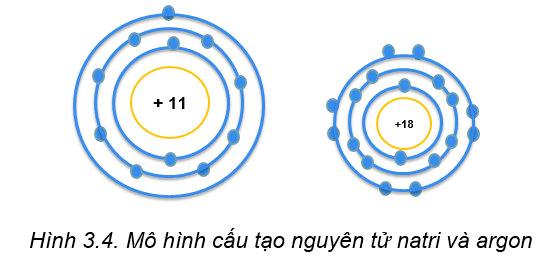 + 11
+18
Hình 3.4. Mô hình cấu tạo nguyên tử natri và argon